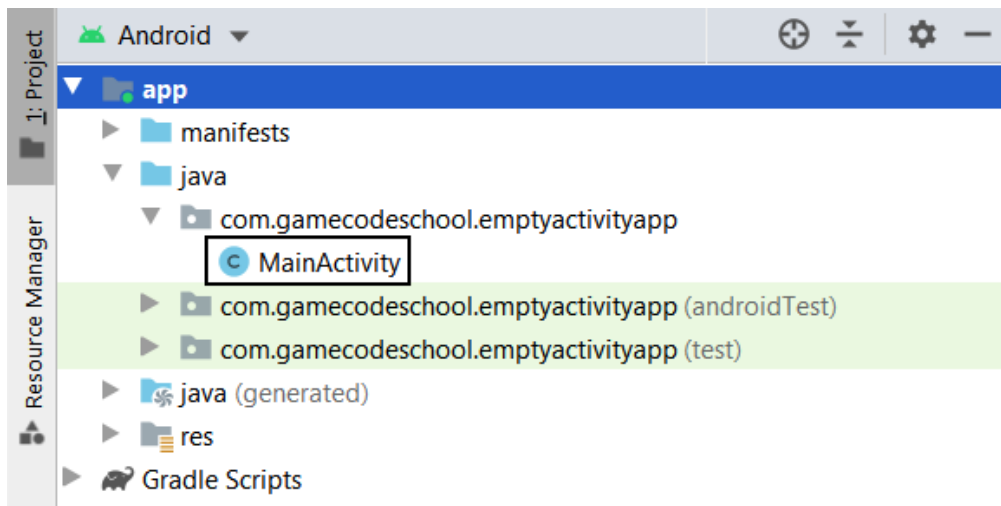 1: Project
Resource Manager
Android
app
manifests
java
com.gamecodeschool.emptyactivityapp
C MainActivity
com.gamecodeschool.emptyactivityapp (androidTest)
com.gamecodeschool.emptyactivityapp (test)
java (generated)
res
Gradle Scripts